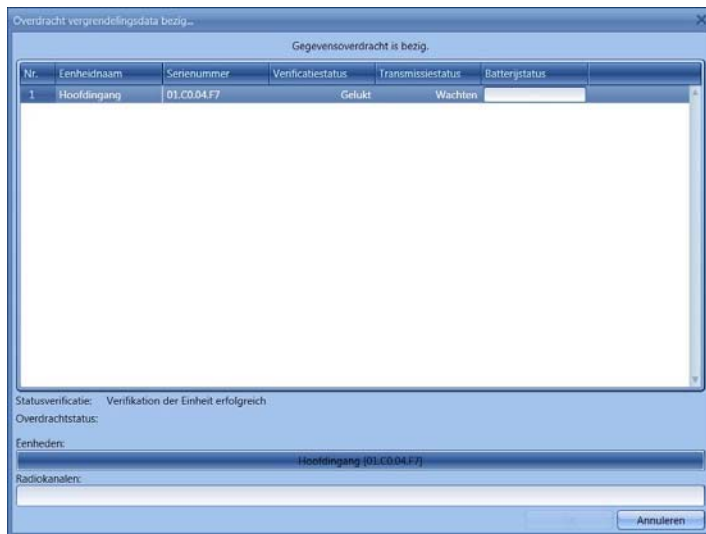 Overdracht vergrendelingsdata bezig...
Gegevensoverdracht is bezig.
Nr. Eenheidnaam Serienummer Verificatiestatus Transmissiestatus Batterijstatus
1 Hoofdingang 01.C0.04.F7 Gelukt Wachten
Statusverificatie: Verifikation der Einheit erfolgreich
Overdrachtstatus:
Eenheden:
Hoofdingang [01.C0.04.F7]
Radiokanalen:
Annuleren